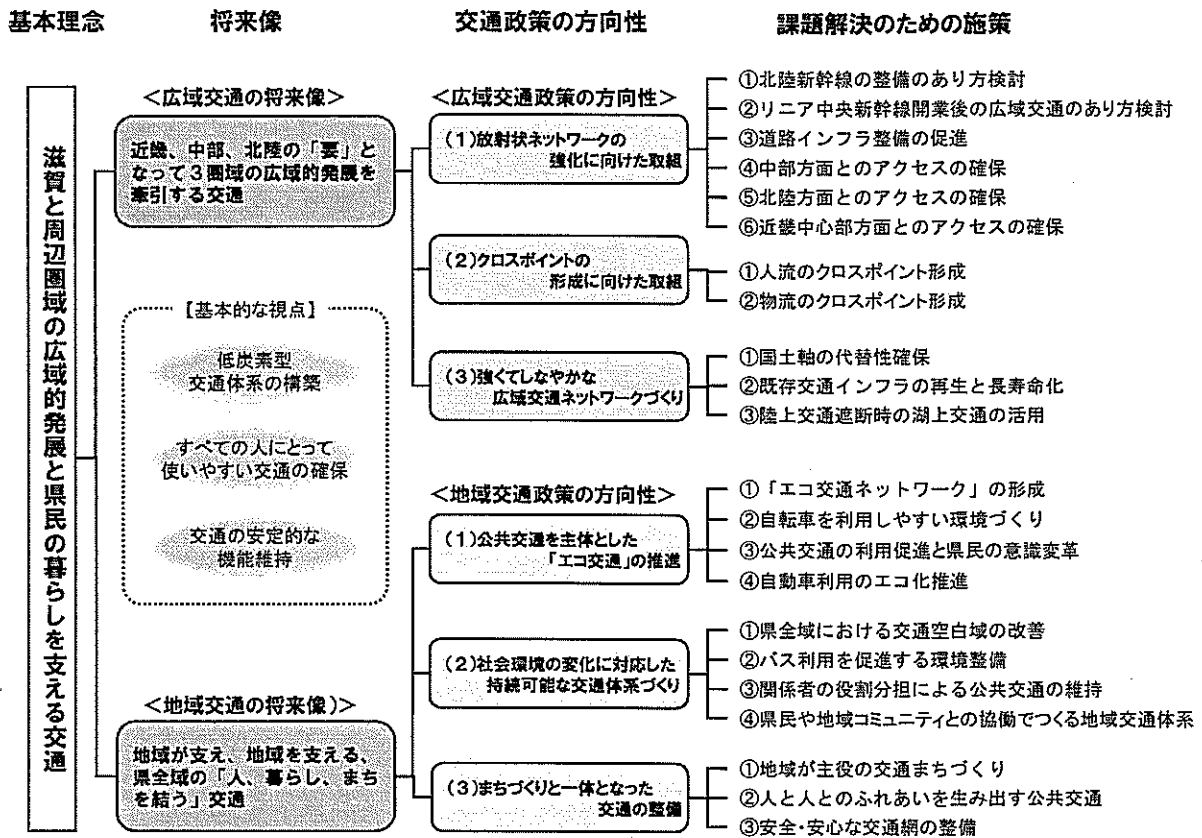 基本理念
将来像
交通政策の方向性
課題解決のための施策
滋賀と周辺圏域の広域的発展と県民の暮らしを支える交通
＜広域交通の将来像＞
近畿、中部、北陸の「要」と
なって３圏域の広域的発展を
牽引する交通
【基本的な視点】
低炭素型
交通体系の構築
すべての人にとって
使いやすい交通の確保
交通の安定的な
機能維持
＜地域交通の将来像)＞
地域が支え、地域を支える、
県全域の「人、暮らし、まち
を結う」交通
＜広域交通政策の方向性＞
(1)放射状ネットワークの
強化に向けた取組
①北陸新幹線の整備のあり方検討
②リニア中央新幹線開業後の広域交通のあり方検討
③道路インフラ整備の促進
④中部方面とのアクセスの確保
⑤北陸方面とのアクセスの確保
⑥近畿中心部方面とのアクセスの確保
(2)クロスポイントの
形成に向けた取組
①人流のクロスポイント形成
②物流のクロスポイント形成
(3)強くてしなやかな
広域交通ネットワークづくり
①国土軸の代替性確保
②既存交通インフラの再生と長寿命化
③陸上交通遮断時の湖上交通の活用
＜地域交通政策の方向性＞
(1)公共交通を主体とした
「エコ交通」の推進
①「エコ交通ネットワーク」の形成
②自転車を利用しやすい環境づくり
③公共交通の利用促進と県民の意識変革
④自動車利用のエコ化推進
(2)社会環境の変化に対応した
持続可能な交通体系づくり
①県全域における交通空白域の改善
②バス利用を促進する環境整備
③関係者の役割分担による公共交通の維持
④県民や地域コミュニティとの協働でつくる地域交通体系
(3)まちづくりと一体となった
交通の整備
①地域が主役の交通まちづくり
②人と人とのふれあいを生み出す公共交通
③安全・安心な交通網の整備